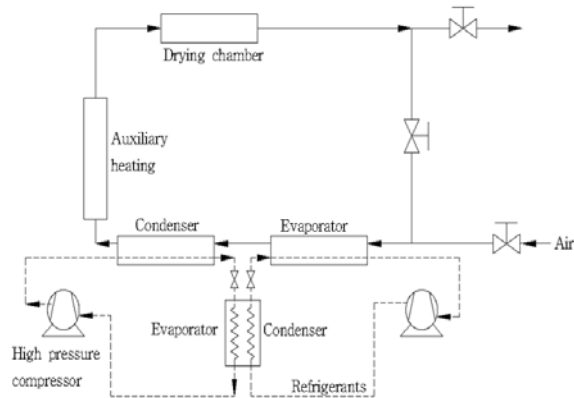 Drying chamber
Auxiliary
heating
Condenser
Evaporator
Air
Evaporator
Condenser
High pressure
compressor
Refrigerants